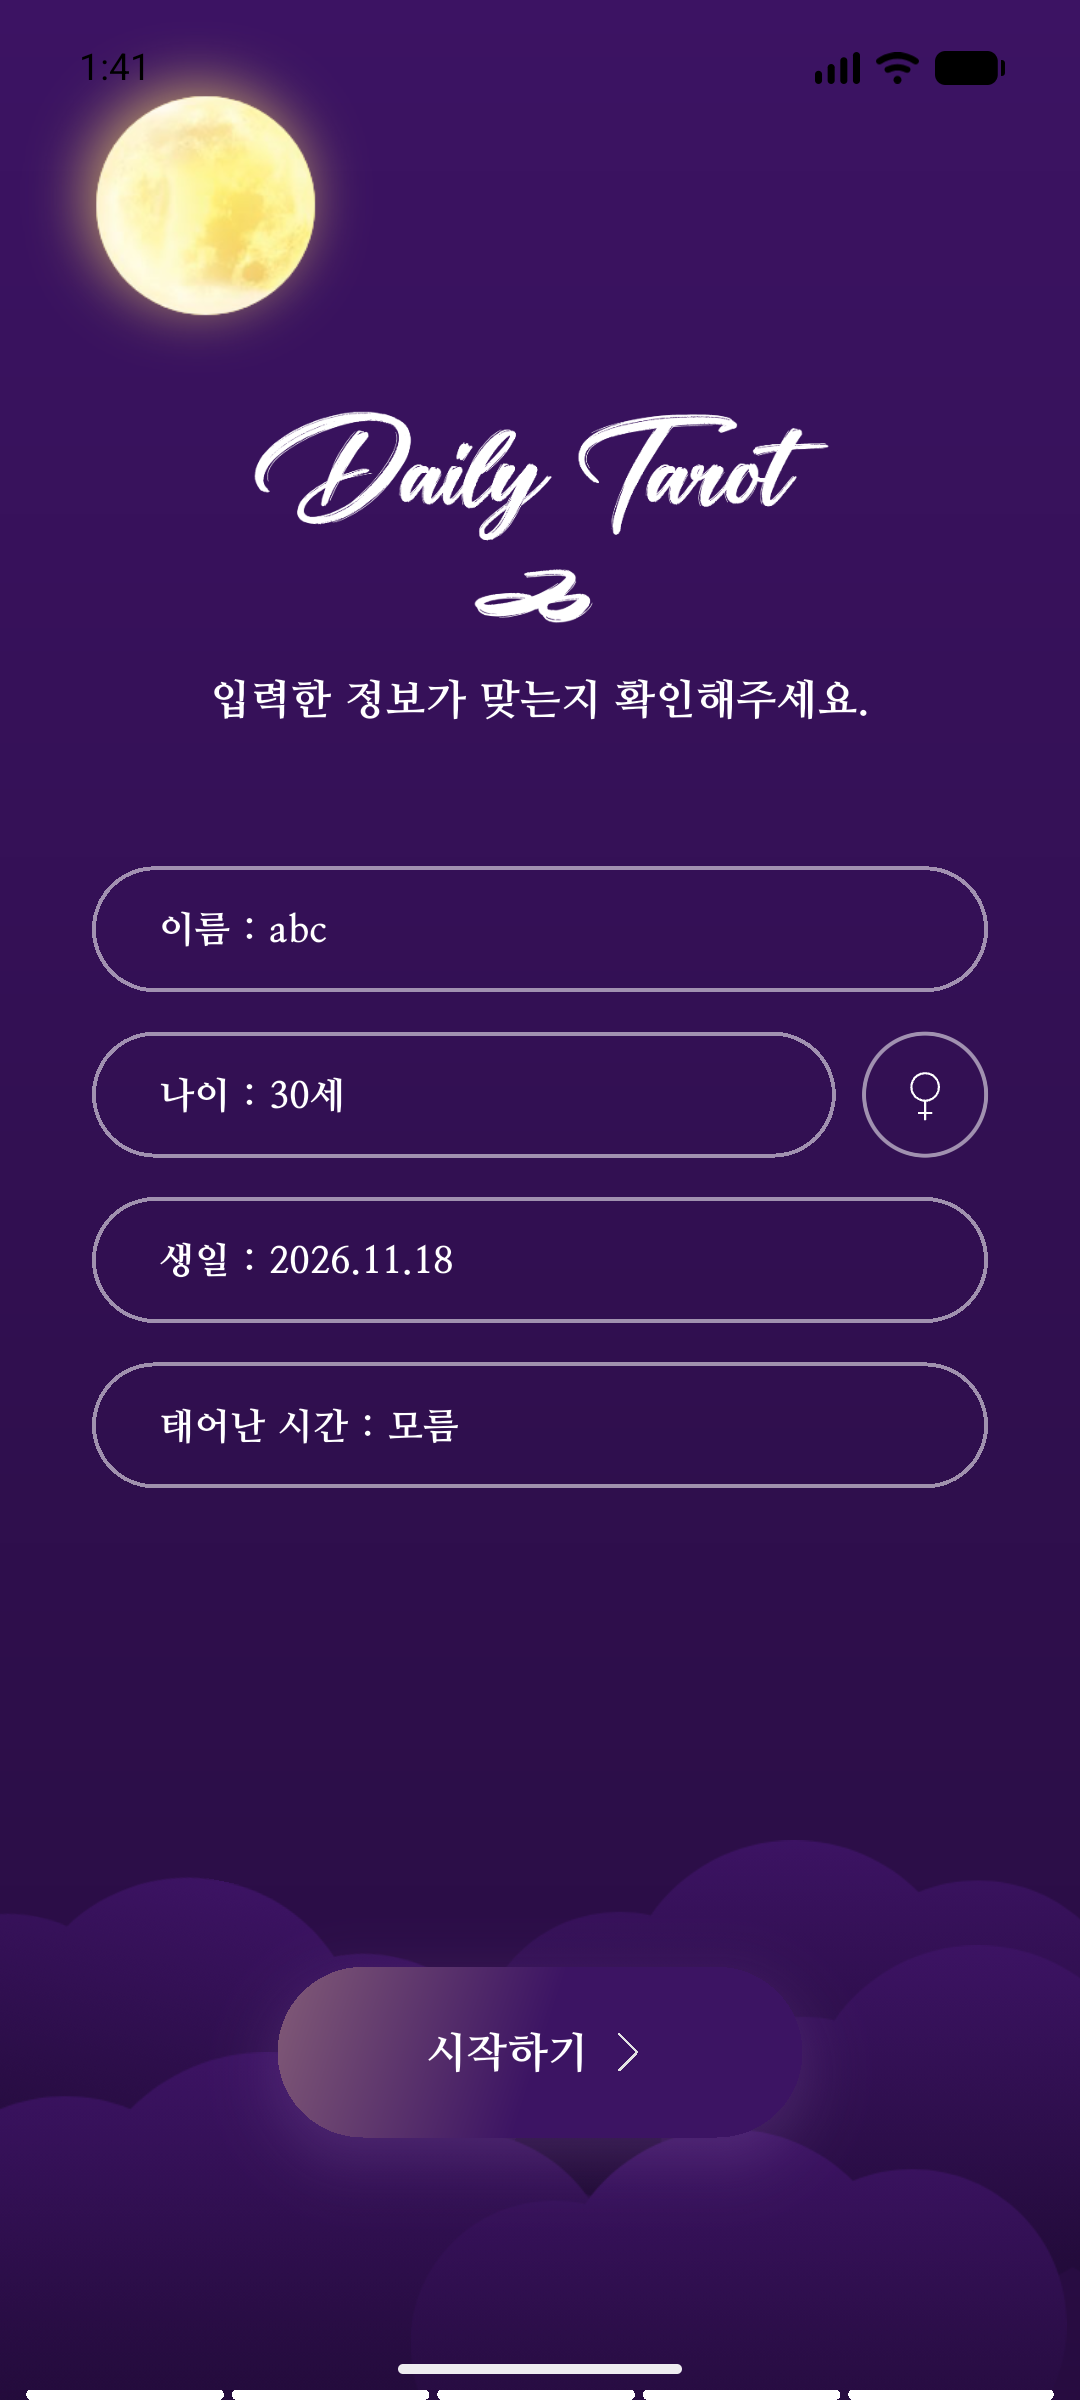 1:41
Daily Tarot
입력한 정보가 맞는지 확인해주세요.
이름 : abc
나이 : 30세
♀
생일 : 2026.11.18
태어난 시간 : 모름
시작하기